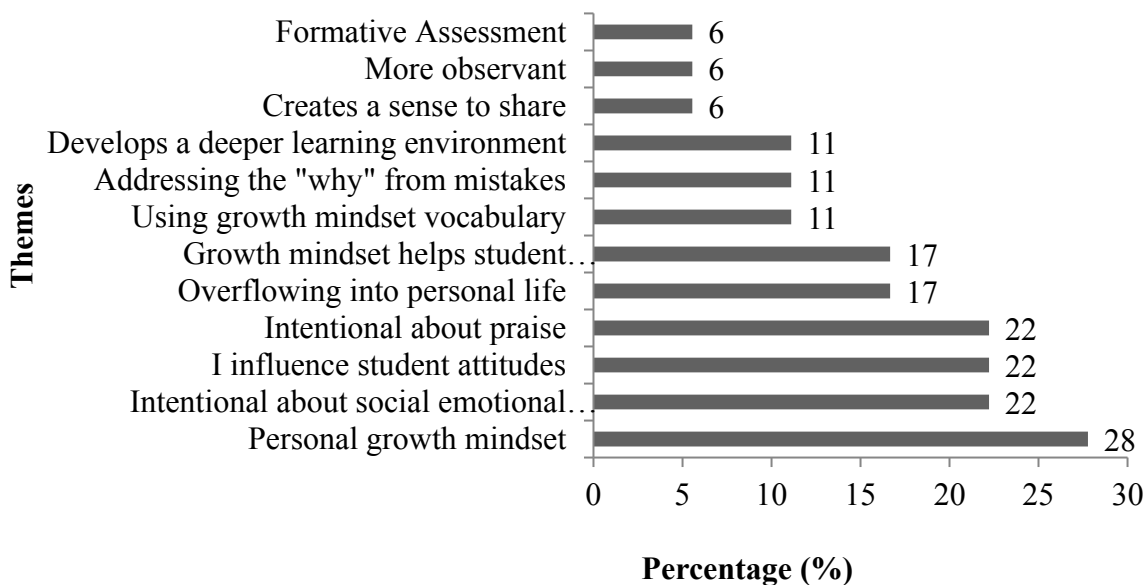 Themes
Formative Assessment 6
More observant 6
Creates a sense to share 6
Develops a deeper learning environment 11
Addressing the "why" from mistakes 11
Using growth mindset vocabulary 11
Growth mindset helps student… 17
Overflowing into personal life 17
Intentional about praise 22
I influence student attitudes 22
Intentional about social emotional… 22
Personal growth mindset 28
0 5 10 15 20 25 30
Percentage (%)